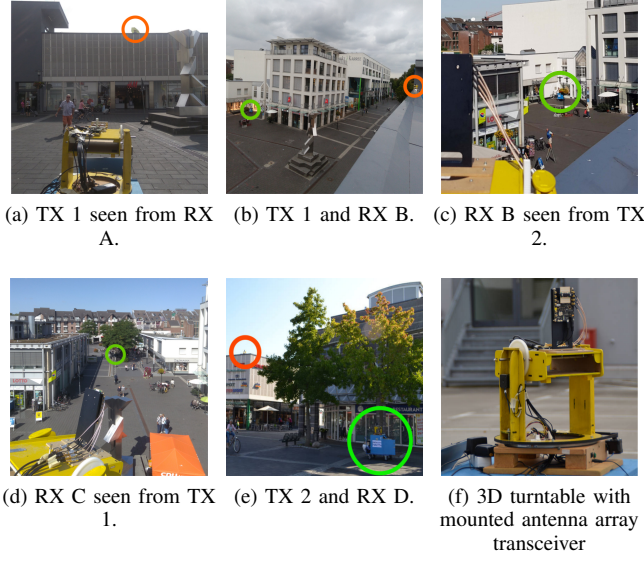 (a) TX 1 seen from RX
A.
(b) TX 1 and RX B.
(c) RX B seen from TX
2.
(d) RX C seen from TX
1.
(e) TX 2 and RX D.
(f) 3D turntable with
mounted antenna array
transceiver